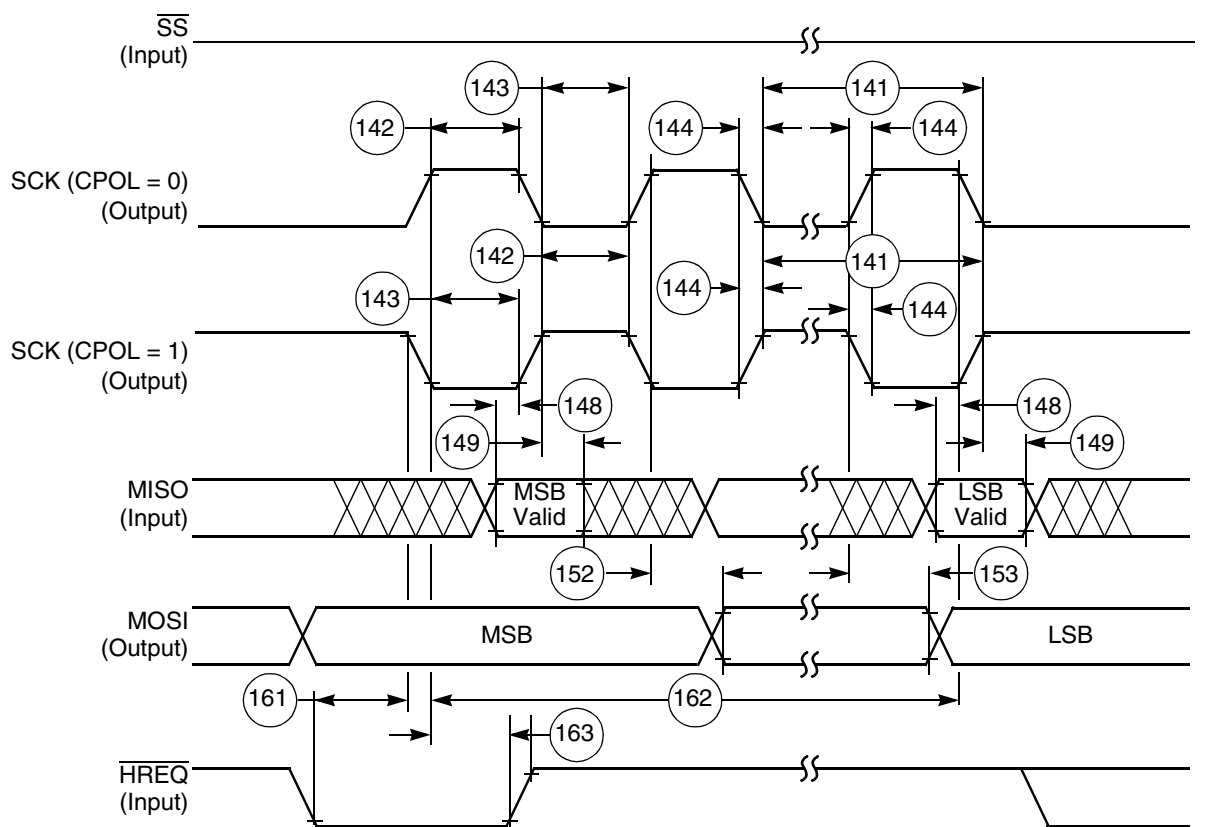 SS
(Input)
143
141
142
144
144
SCK (CPOL = 0)
(Output)
142
141
143
144
144
SCK (CPOL = 1)
(Output)
148
148
149
149
MISO
(Input)
MSB
Valid
LSB
Valid
152
153
MOSI
(Output)
MSB
LSB
161
162
163
HREQ
(Input)